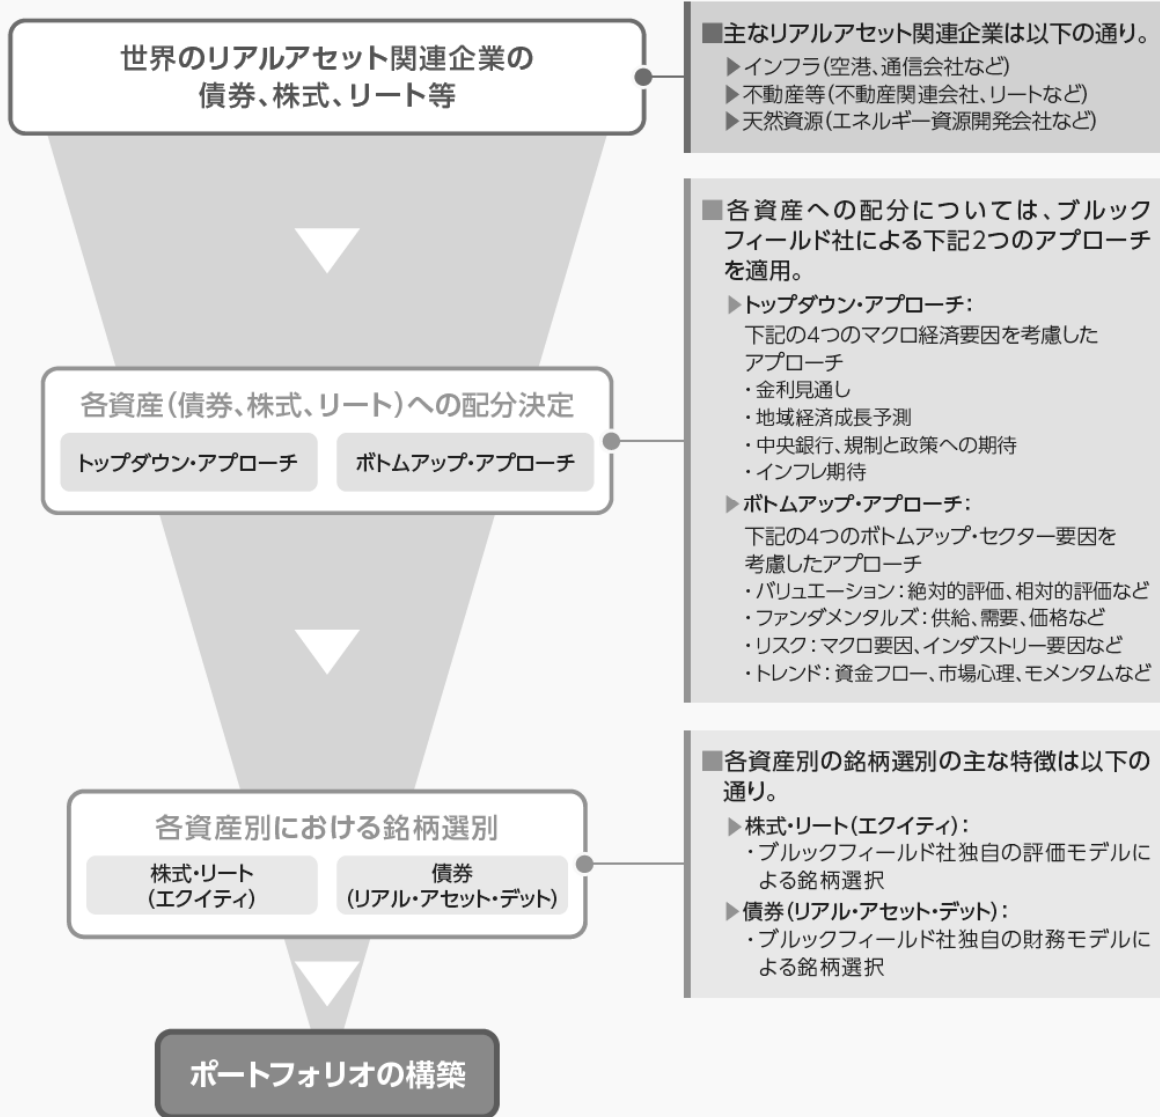 世界のリアルアセット関連企業の
債券、株式、リート等
■主なリアルアセット関連企業は以下の通り。
▶インフラ(空港、通信会社など)
▶不動産等(不動産関連会社、リートなど)
▶天然資源(エネルギー資源開発会社など)
各資産(債券、株式、リート)への配分決定
トップダウン・アプローチ
ボトムアップ・アプローチ
■各資産への配分については、ブルック
フィールド社による下記2つのアプローチ
を適用。
▶トップダウン・アプローチ:
下記の4つのマクロ経済要因を考慮した
アプローチ
・金利見通し
・地域経済成長予測
・中央銀行、規制と政策への期待
・インフレ期待
▶ボトムアップ・アプローチ:
下記の4つのボトムアップ・セクター要因を
考慮したアプローチ
・バリュエーション:絶対的評価、相対的評価など
・ファンダメンタルズ:供給、需要、価格など
・リスク:マクロ要因、インダストリー要因など
・トレンド:資金フロー、市場心理、モメンタムなど
各資産別における銘柄選別
株式・リート
(エクイティ)
債券
(リアル・アセット・デット)
■各資産別の銘柄選別の主な特徴は以下の
通り。
▶株式・リート(エクイティ):
・ブルックフィールド社独自の評価モデルに
よる銘柄選択
▶債券(リアル・アセット・デット):
・ブルックフィールド社独自の財務モデルに
よる銘柄選択
ポートフォリオの構築